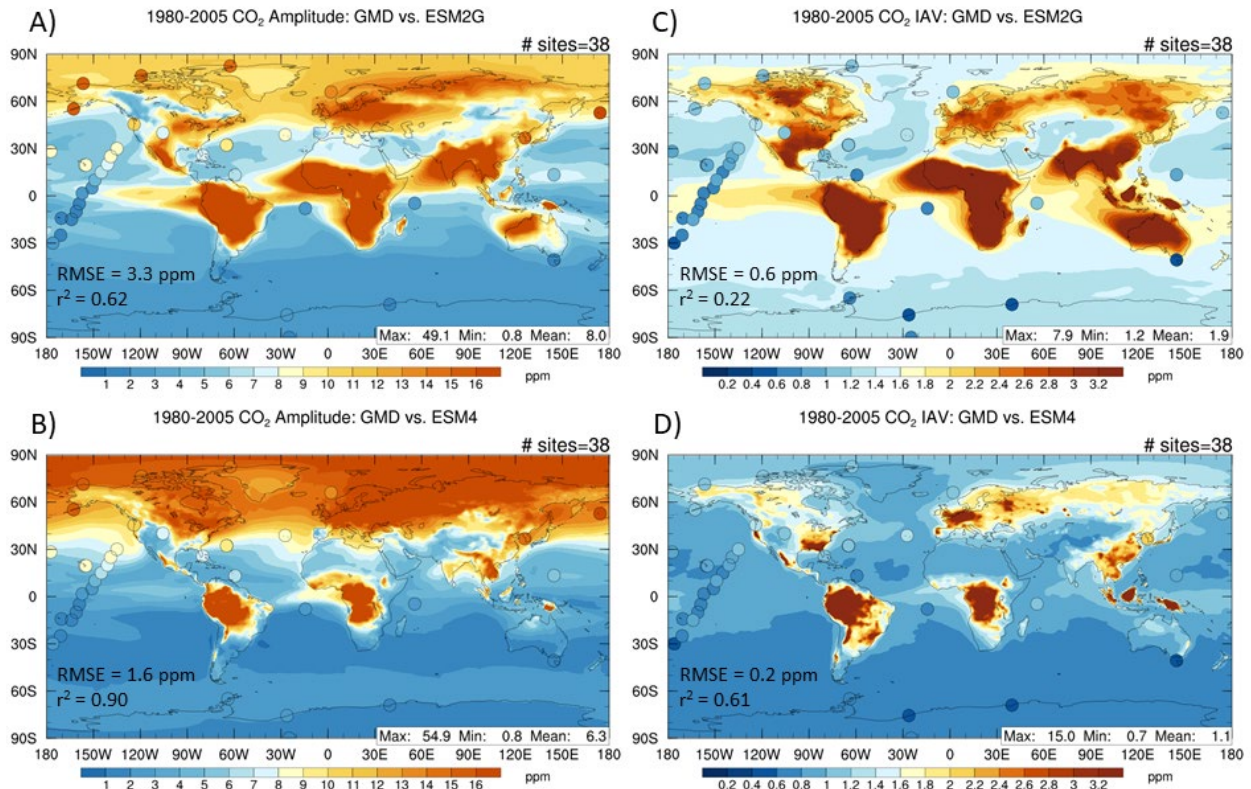 A)
1980-2005 CO₂ Amplitude: GMD vs. ESM2G
# sites=38
90N
60N
30N
0
30S
60S
90S
RMSE = 3.3 ppm
r² = 0.62
Max: 49.1 Min: 0.8 Mean: 8.0
180 150W 120W 90W 60W 30W 0 30E 60E 90E 120E 150E 180
1 2 3 4 5 6 7 8 9 10 11 12 13 14 15 16 ppm
C)
1980-2005 CO₂ IAV: GMD vs. ESM2G
# sites=38
90N
60N
30N
0
30S
60S
90S
RMSE = 0.6 ppm
r² = 0.22
Max: 7.9 Min: 1.2 Mean: 1.9
180 150W 120W 90W 60W 30W 0 30E 60E 90E 120E 150E 180
0.2 0.4 0.6 0.8 1 1.2 1.4 1.6 1.8 2 2.2 2.4 2.6 2.8 3 3.2 ppm
B)
1980-2005 CO₂ Amplitude: GMD vs. ESM4
# sites=38
90N
60N
30N
0
30S
60S
90S
RMSE = 1.6 ppm
r² = 0.90
Max: 54.9 Min: 0.8 Mean: 6.3
180 150W 120W 90W 60W 30W 0 30E 60E 90E 120E 150E 180
1 2 3 4 5 6 7 8 9 10 11 12 13 14 15 16 ppm
D)
1980-2005 CO₂ IAV: GMD vs. ESM4
# sites=38
90N
60N
30N
0
30S
60S
90S
RMSE = 0.2 ppm
r² = 0.61
Max: 15.0 Min: 0.7 Mean: 1.1
180 150W 120W 90W 60W 30W 0 30E 60E 90E 120E 150E 180
0.2 0.4 0.6 0.8 1 1.2 1.4 1.6 1.8 2 2.2 2.4 2.6 2.8 3 3.2 ppm